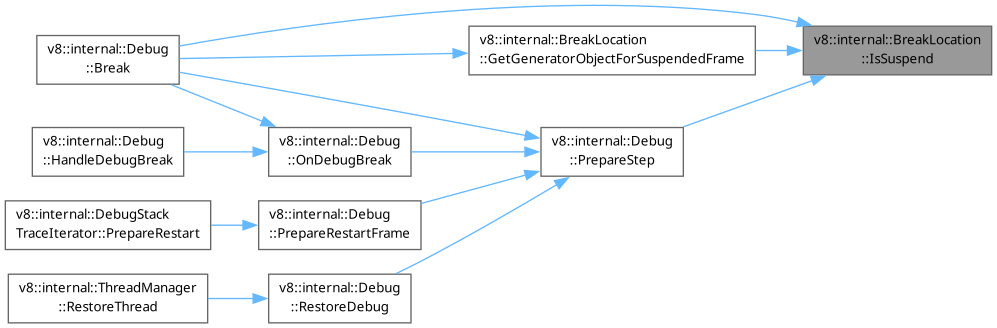 v8::internal::Debug
::Break
v8::internal::BreakLocation
::GetGeneratorObjectForSuspendedFrame
v8::internal::BreakLocation
::IsSuspend
v8::internal::Debug
::HandleDebugBreak
v8::internal::Debug
::OnDebugBreak
v8::internal::Debug
::PrepareStep
v8::internal::DebugStack
TraceIterator::PrepareRestart
v8::internal::Debug
::PrepareRestartFrame
v8::internal::ThreadManager
::RestoreThread
v8::internal::Debug
::RestoreDebug